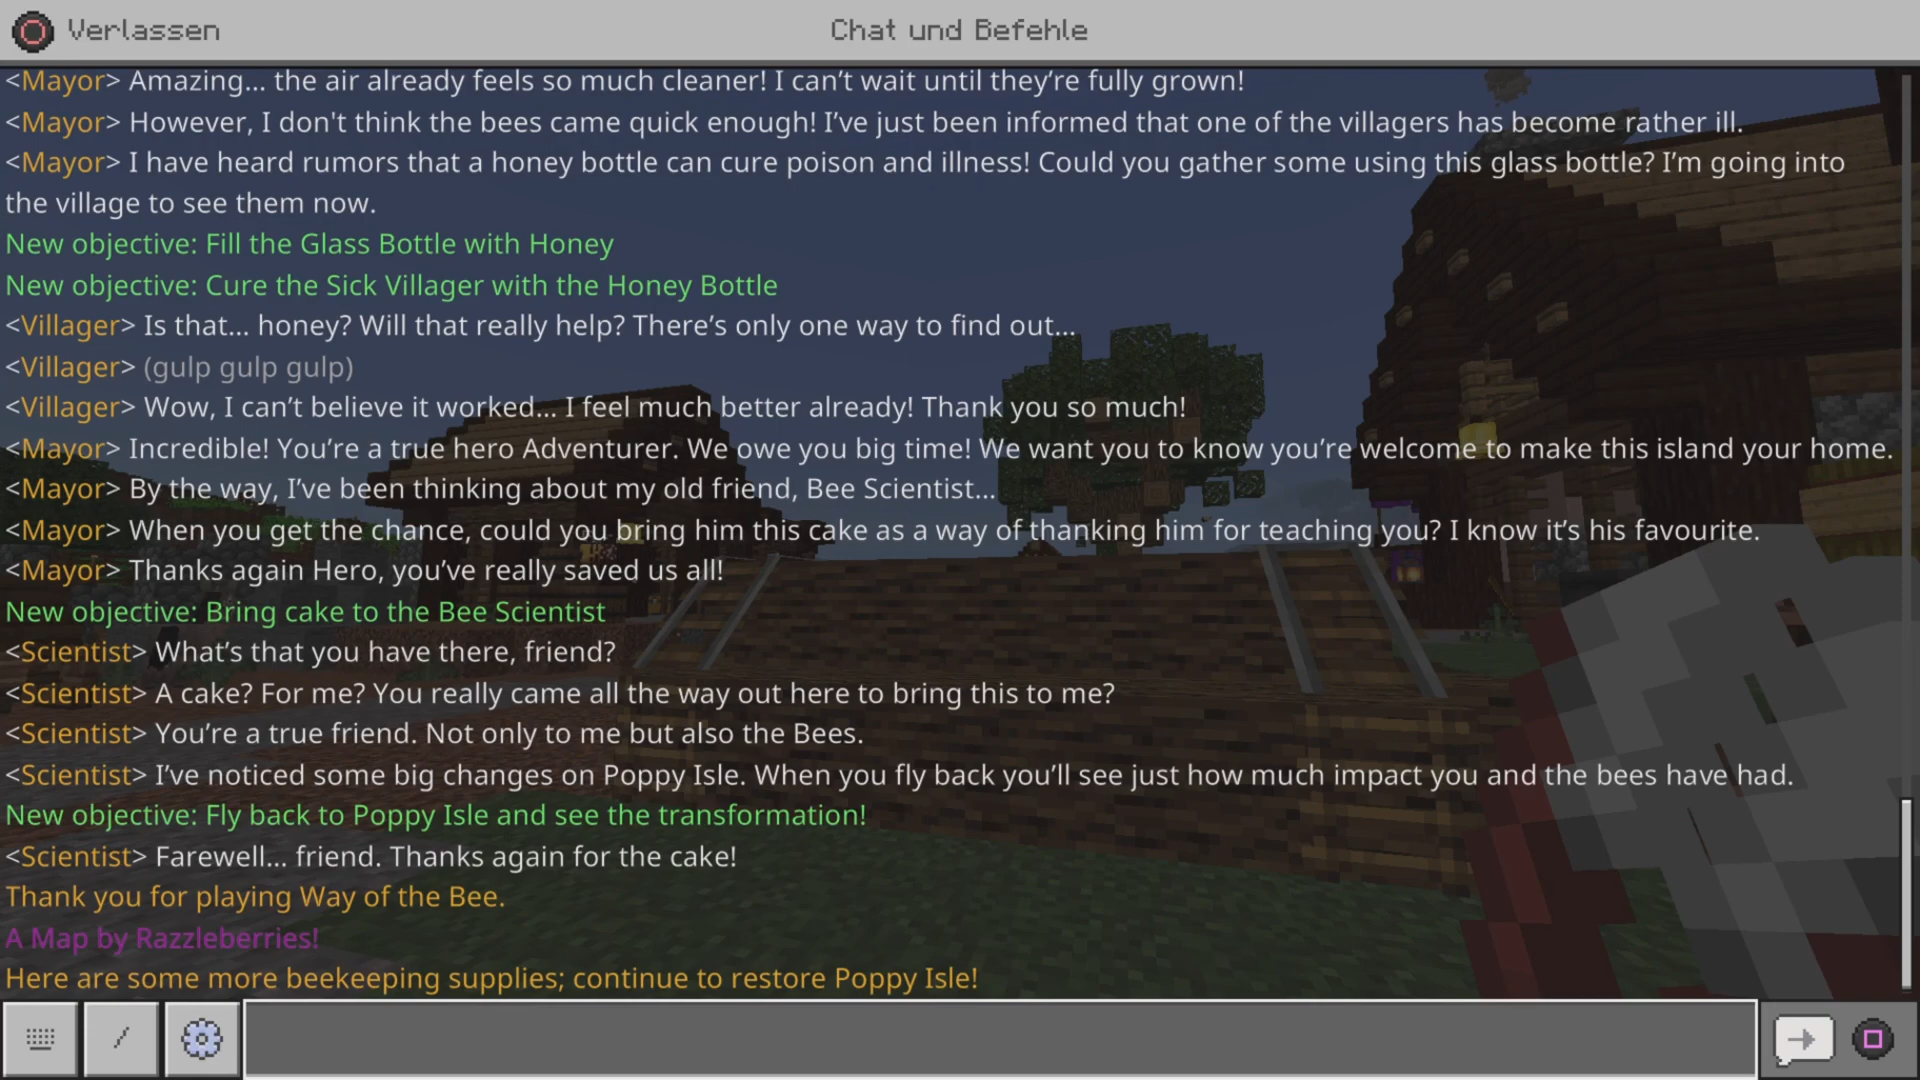 Verlassen
Chat und Befehle
<Mayor> Amazing... the air already feels so much cleaner! I can’t wait until they’re fully grown!
<Mayor> However, I don't think the bees came quick enough! I’ve just been informed that one of the villagers has become rather ill.
<Mayor> I have heard rumors that a honey bottle can cure poison and illness! Could you gather some using this glass bottle? I’m going into
the village to see them now.
New objective: Fill the Glass Bottle with Honey
New objective: Cure the Sick Villager with the Honey Bottle
<Villager> Is that... honey? Will that really help? There’s only one way to find out...
<Villager> (gulp gulp gulp)
<Villager> Wow, I can’t believe it worked... I feel much better already! Thank you so much!
<Mayor> Incredible! You’re a true hero Adventurer. We owe you big time! We want you to know you’re welcome to make this island your home.
<Mayor> By the way, I’ve been thinking about my old friend, Bee Scientist...
<Mayor> When you get the chance, could you bring him this cake as a way of thanking him for teaching you? I know it’s his favourite.
<Mayor> Thanks again Hero, you’ve really saved us all!
New objective: Bring cake to the Bee Scientist
<Scientist> What’s that you have there, friend?
<Scientist> A cake? For me? You really came all the way out here to bring this to me?
<Scientist> You’re a true friend. Not only to me but also the Bees.
<Scientist> I’ve noticed some big changes on Poppy Isle. When you fly back you’ll see just how much impact you and the bees have had.
New objective: Fly back to Poppy Isle and see the transformation!
<Scientist> Farewell... friend. Thanks again for the cake!
Thank you for playing Way of the Bee.
A Map by Razzleberries!
Here are some more beekeeping supplies; continue to restore Poppy Isle!
/